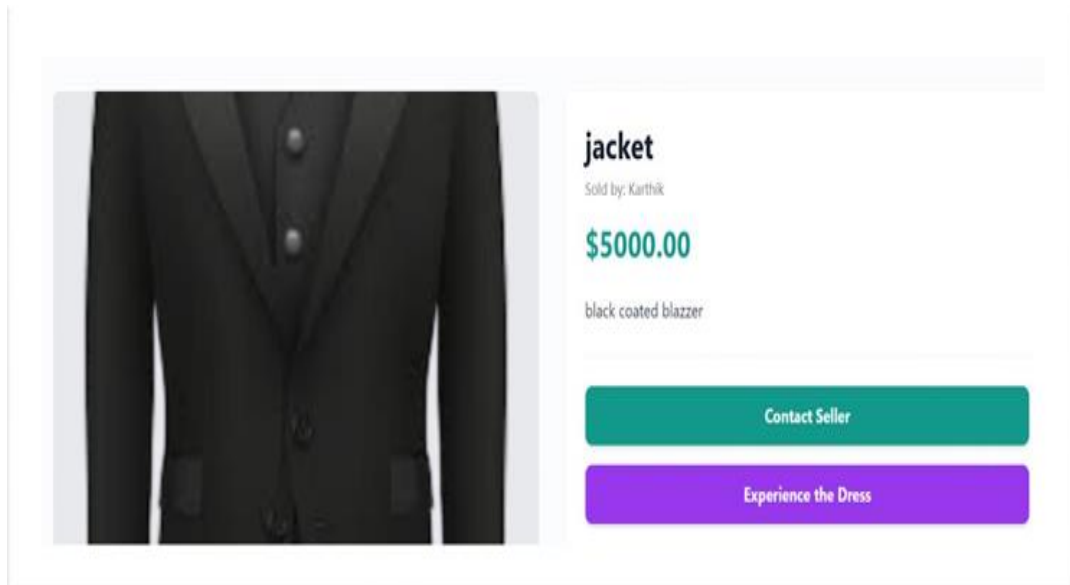 jacket
Sold by: Karthik
$5000.00
black coated blazzer
Contact Seller
Experience the Dress